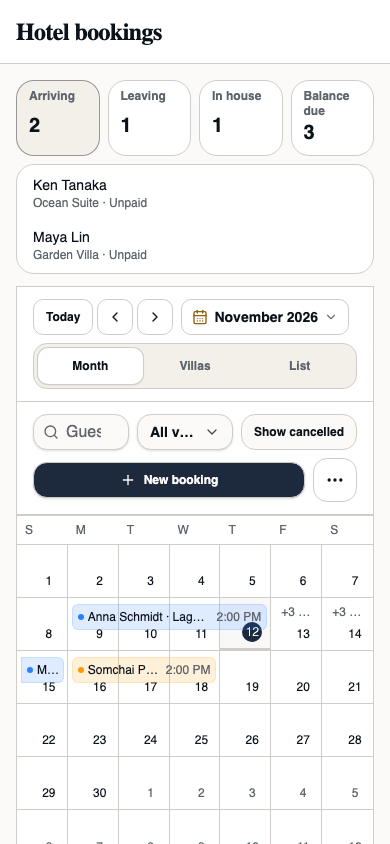 Hotel bookings
Arriving
2
Leaving
1
In house
1
Balance due
3
Ken Tanaka
Ocean Suite · Unpaid
Maya Lin
Garden Villa · Unpaid
Today
November 2026
Month
Villas
List
Gues
All v...
Show cancelled
New booking
S M T W T F S
1 2 3 4 5 6 7
Anna Schmidt · Lag... 2:00 PM
+3 ...
+3 ...
8 9 10 11 12 13 14
M...
Somchai P... 2:00 PM
15 16 17 18 19 20 21
22 23 24 25 26 27 28
29 30 1 2 3 4 5